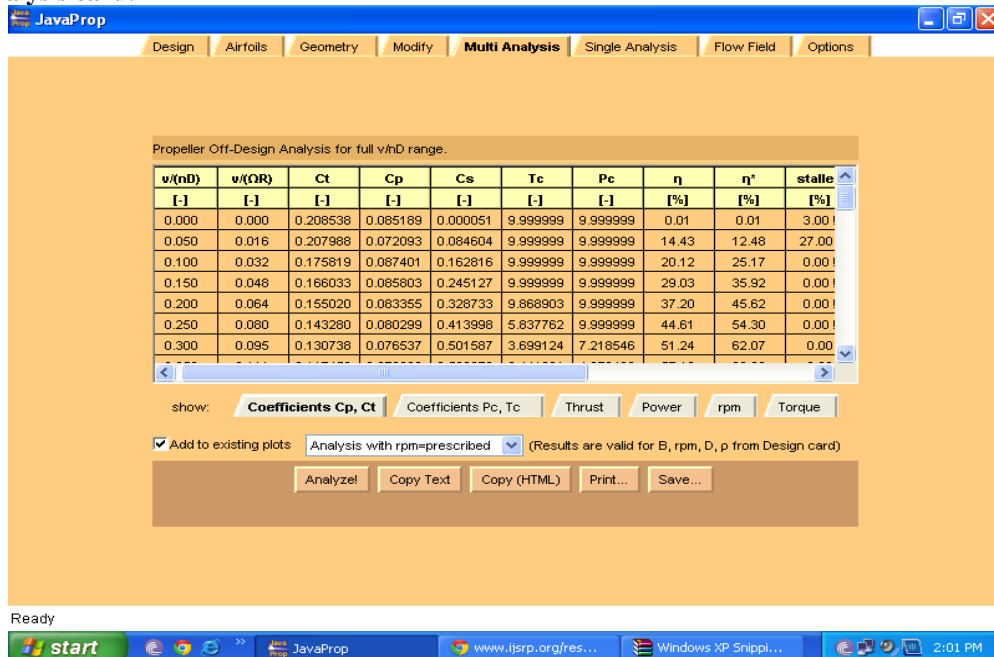 JavaProp
Design Airfoils Geometry Modify Multi Analysis Single Analysis Flow Field Options
Propeller Off-Design Analysis for full v/nD range.
v/(nD) v/(ΩR) Ct Cp Cs Tc Pc η η* stalle
[-] [-] [-] [-] [-] [-] [-] [%] [%] [%]
0.000 0.000 0.208538 0.085189 0.000051 9.999999 9.999999 0.01 0.01 3.00 !
0.050 0.016 0.207988 0.072093 0.084604 9.999999 9.999999 14.43 12.48 27.00
0.100 0.032 0.175819 0.087401 0.162816 9.999999 9.999999 20.12 25.17 0.00 !
0.150 0.048 0.166033 0.085803 0.245127 9.999999 9.999999 29.03 35.92 0.00 !
0.200 0.064 0.155020 0.083355 0.328733 9.868903 9.999999 37.20 45.62 0.00 !
0.250 0.080 0.143280 0.080299 0.413998 5.837762 9.999999 44.61 54.30 0.00 !
0.300 0.095 0.130738 0.076537 0.501587 3.699124 7.218546 51.24 62.07 0.00
show: Coefficients Cp, Ct Coefficients Pc, Tc Thrust Power rpm Torque
Add to existing plots Analysis with rpm=prescribed (Results are valid for B, rpm, D, ρ from Design card)
Analyze! Copy Text Copy (HTML) Print... Save...
Ready
start JavaProp www.ijsrp.org/res... Windows XP Snippi... 2:01 PM